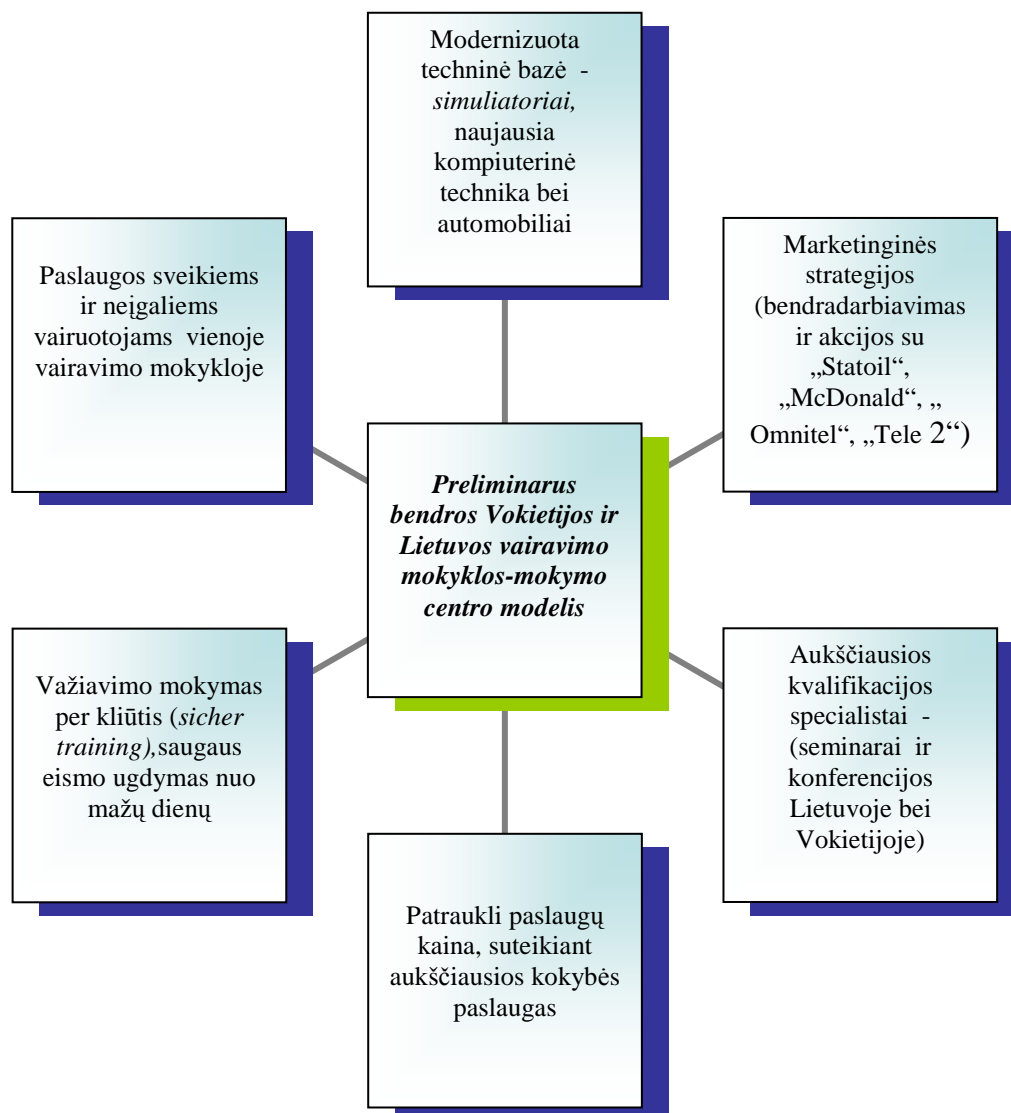 Modernizuota
techninė bazė -
simuliatoriai,
naujausia
kompiuterinė
technika bei
automobiliai
Paslaugos sveikiems
ir neįgaliems
vairuotojams vienoje
vairavimo mokykloje
Marketinginės
strategijos
(bendradarbiavimas
ir akcijos su
„Statoil“,
„McDonald“, „
Omnitel“, „Tele 2“)
Preliminarus
bendros Vokietijos ir
Lietuvos vairavimo
mokyklos-mokymo
centro modelis
Važiavimo mokymas
per kliūtis (sicher
training),saugaus
eismo ugdymas nuo
mažų dienų
Aukščiausios
kvalifikacijos
specialistai -
(seminarai ir
konferencijos
Lietuvoje bei
Vokietijoje)
Patraukli paslaugų
kaina, suteikiant
aukščiausios kokybės
paslaugas